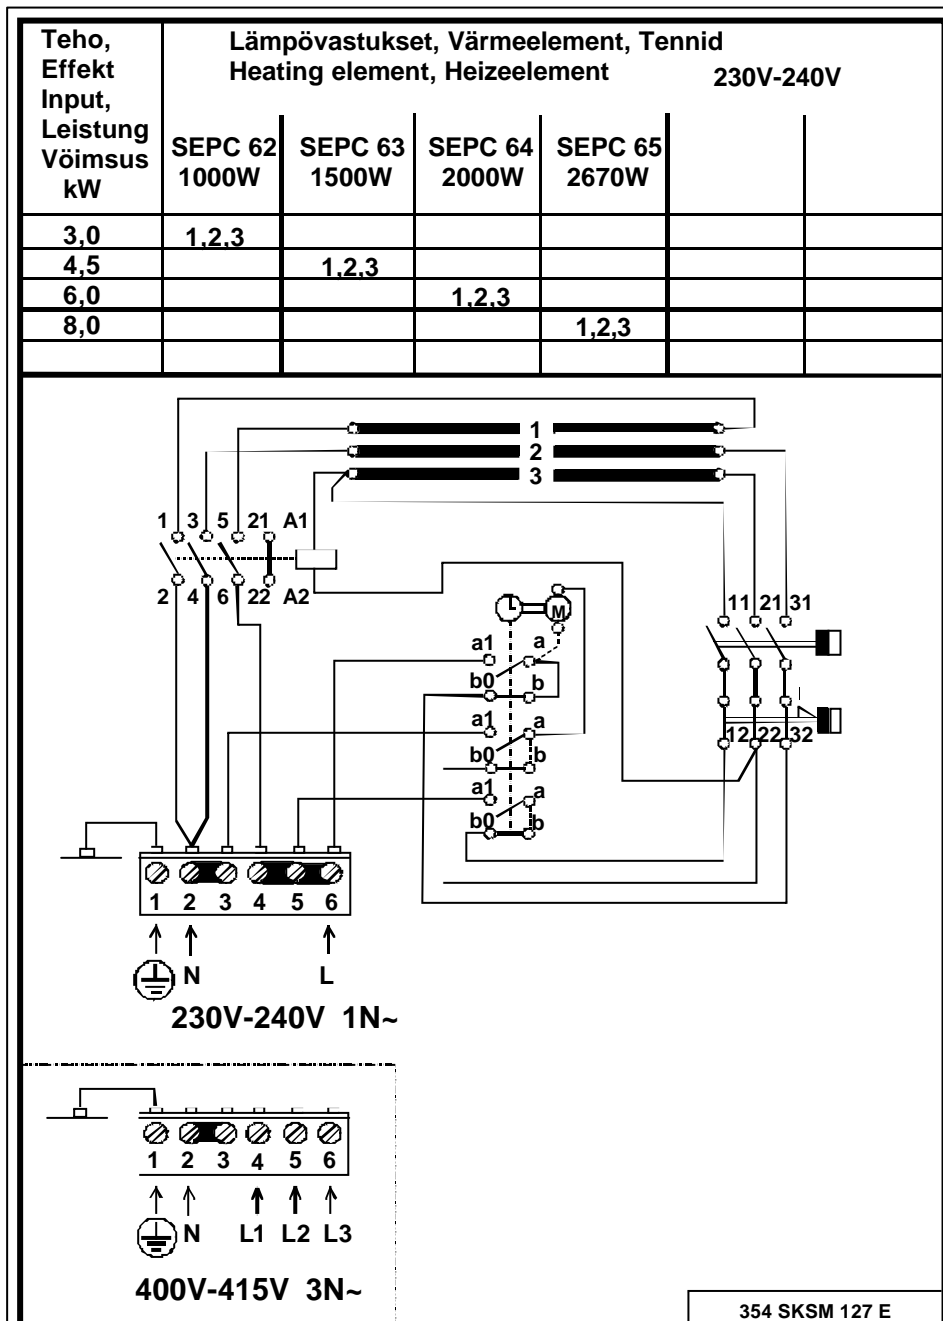 Teho,
Effekt
Input,
Leistung
Vöimsus
kW
Lämpövastukset, Värmeelement, Tennid
Heating element, Heizeelement
230V-240V
SEPC 62 SEPC 63 SEPC 64 SEPC 65
1000W 1500W 2000W 2670W
3,0 1,2,3
4,5 1,2,3
6,0 1,2,3
8,0 1,2,3
1
2
3
1 3 5 21 A1
2 4 6 22 A2
M
a1 a
b0 b
a1 a
b0 b
a1 a
b0 b
11 21 31
12 22 32
1 2 3 4 5 6
N L
230V-240V 1N~
1 2 3 4 5 6
N L1 L2 L3
400V-415V 3N~
354 SKSM 127 E